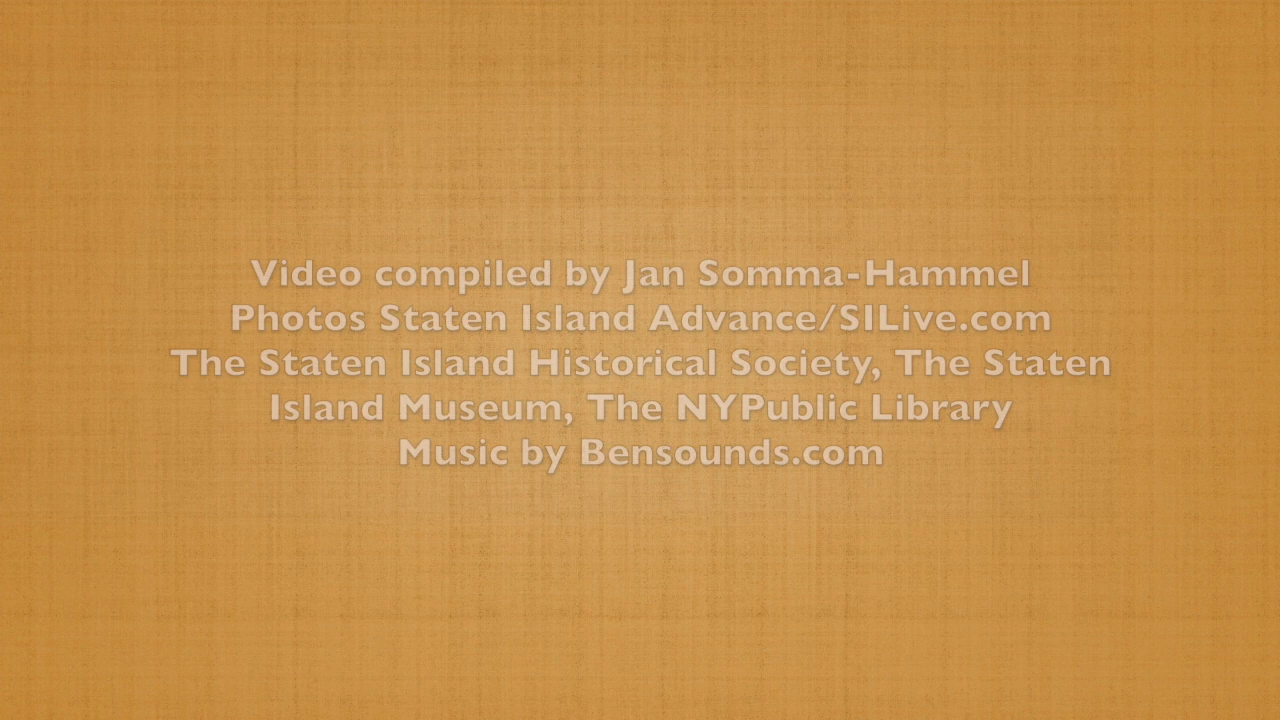 Video compiled by Jan Somma-Hammel
Photos Staten Island Advance/SILive.com
The Staten Island Historical Society, The Staten
Island Museum, The NYPublic Library
Music by Bensounds.com